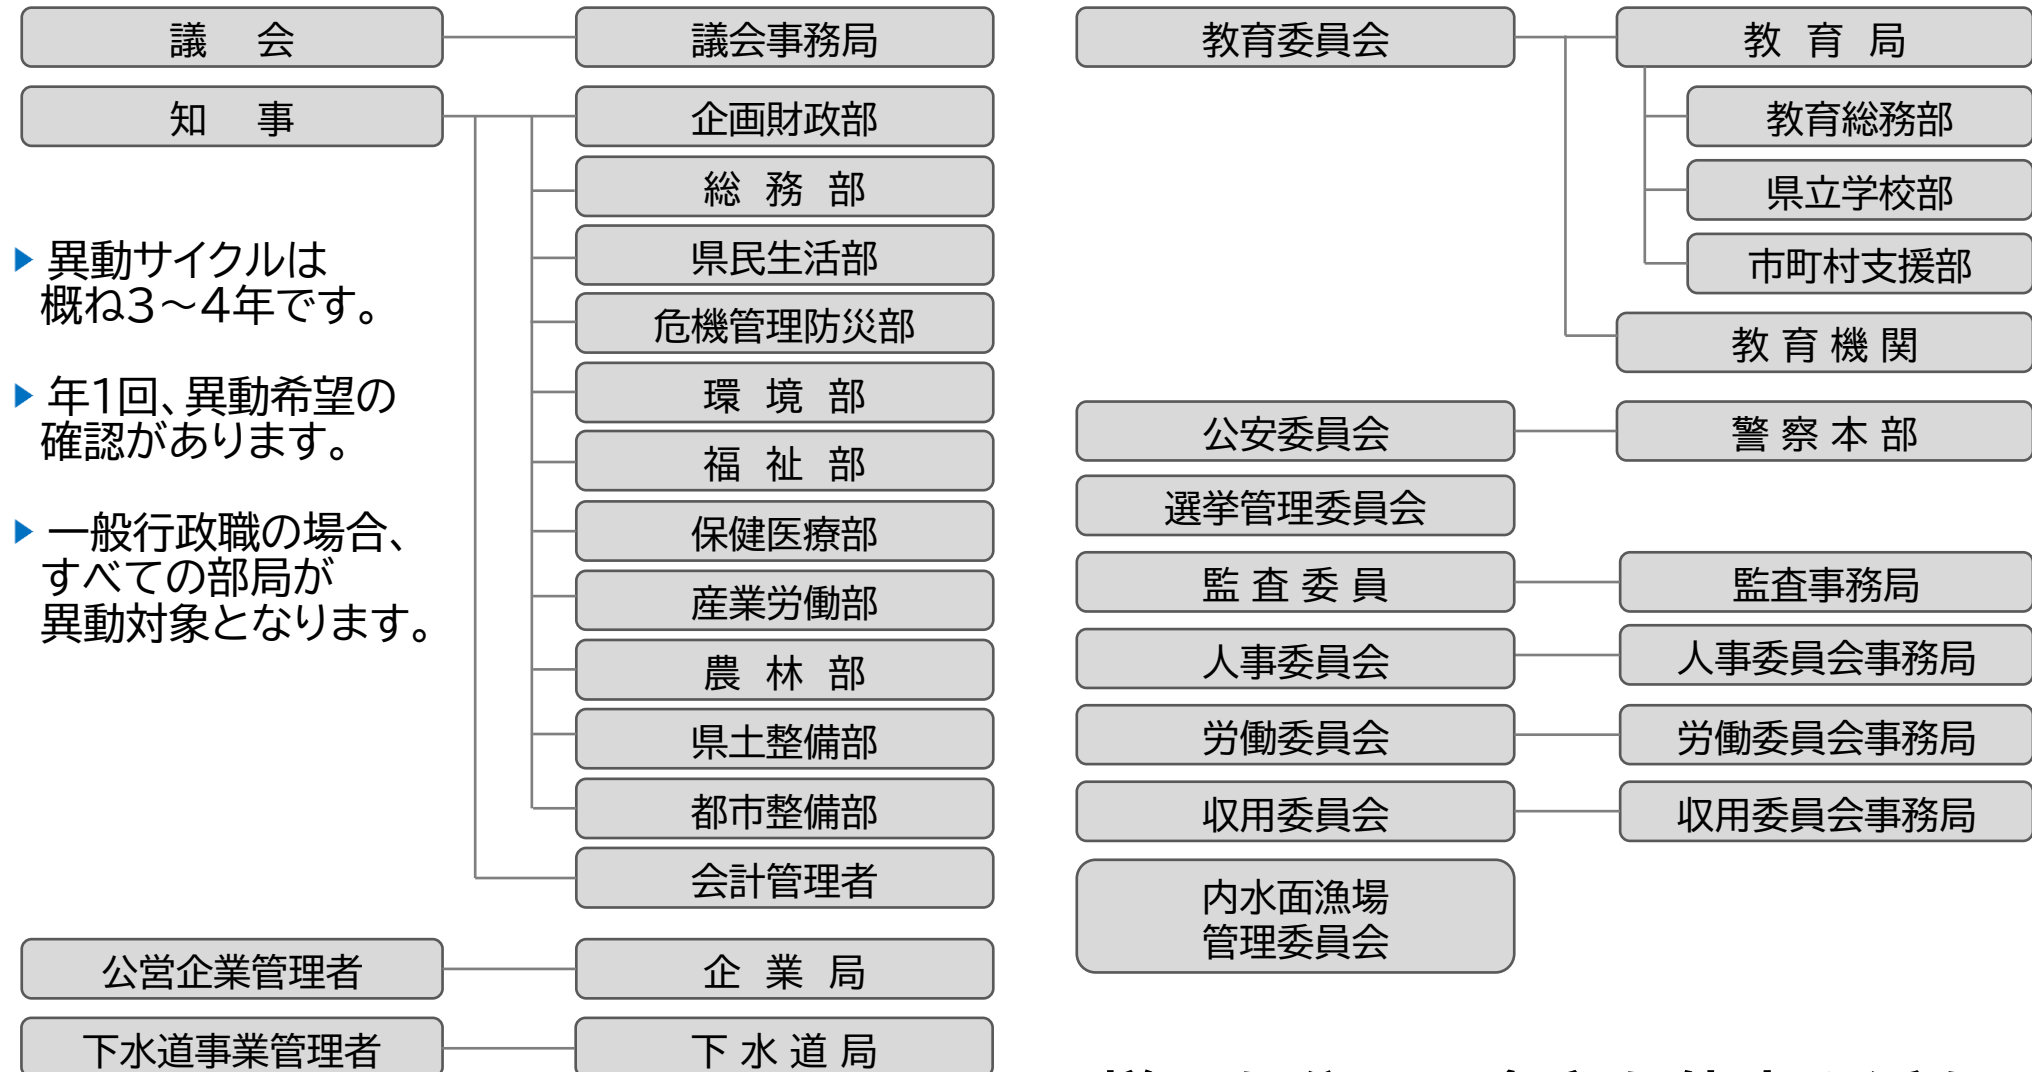 議 会
議会事務局
知 事
企画財政部
総 務 部
県民生活部
危機管理防災部
環 境 部
福 祉 部
保健医療部
産業労働部
農 林 部
県土整備部
都市整備部
会計管理者
異動サイクルは
概ね3～4年です。
年1回、異動希望の
確認があります。
一般行政職の場合、
すべての部局が
異動対象となります。
公営企業管理者
企 業 局
下水道事業管理者
下 水 道 局
教育委員会
教 育 局
教育総務部
県立学校部
市町村支援部
教 育 機 関
公安委員会
警 察 本 部
選挙管理委員会
監 査 委 員
監査事務局
人事委員会
人事委員会事務局
労働委員会
労働委員会事務局
収用委員会
収用委員会事務局
内水面漁場
管理委員会